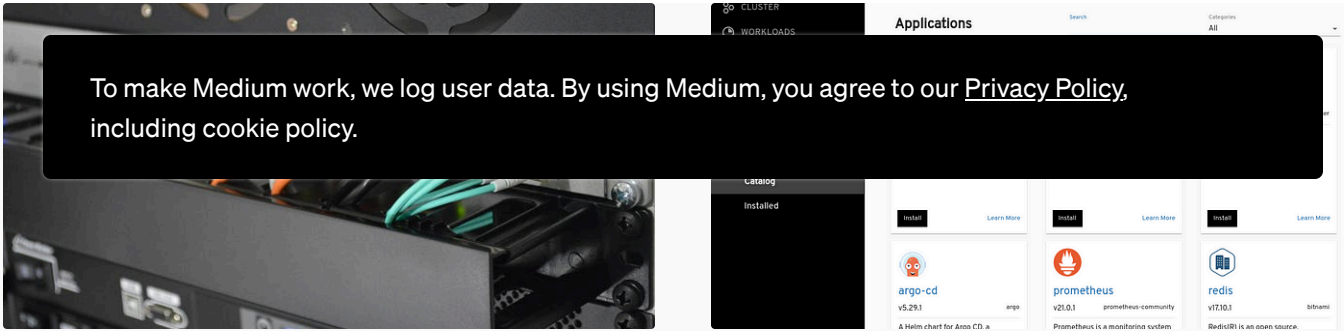 CLUSTER
WORKLOADS
Applications
Search
Categories
All
To make Medium work, we log user data. By using Medium, you agree to our Privacy Policy,
including cookie policy.
Catalog
Installed
Install
Learn More
Install
Learn More
Install
Learn More
argo-cd
v5.29.1
argo
A Helm chart for Argo CD, a
prometheus
v21.0.1
prometheus-community
Prometheus is a monitoring system
redis
v17.10.1
bitnami
Redis(R) is an open source,